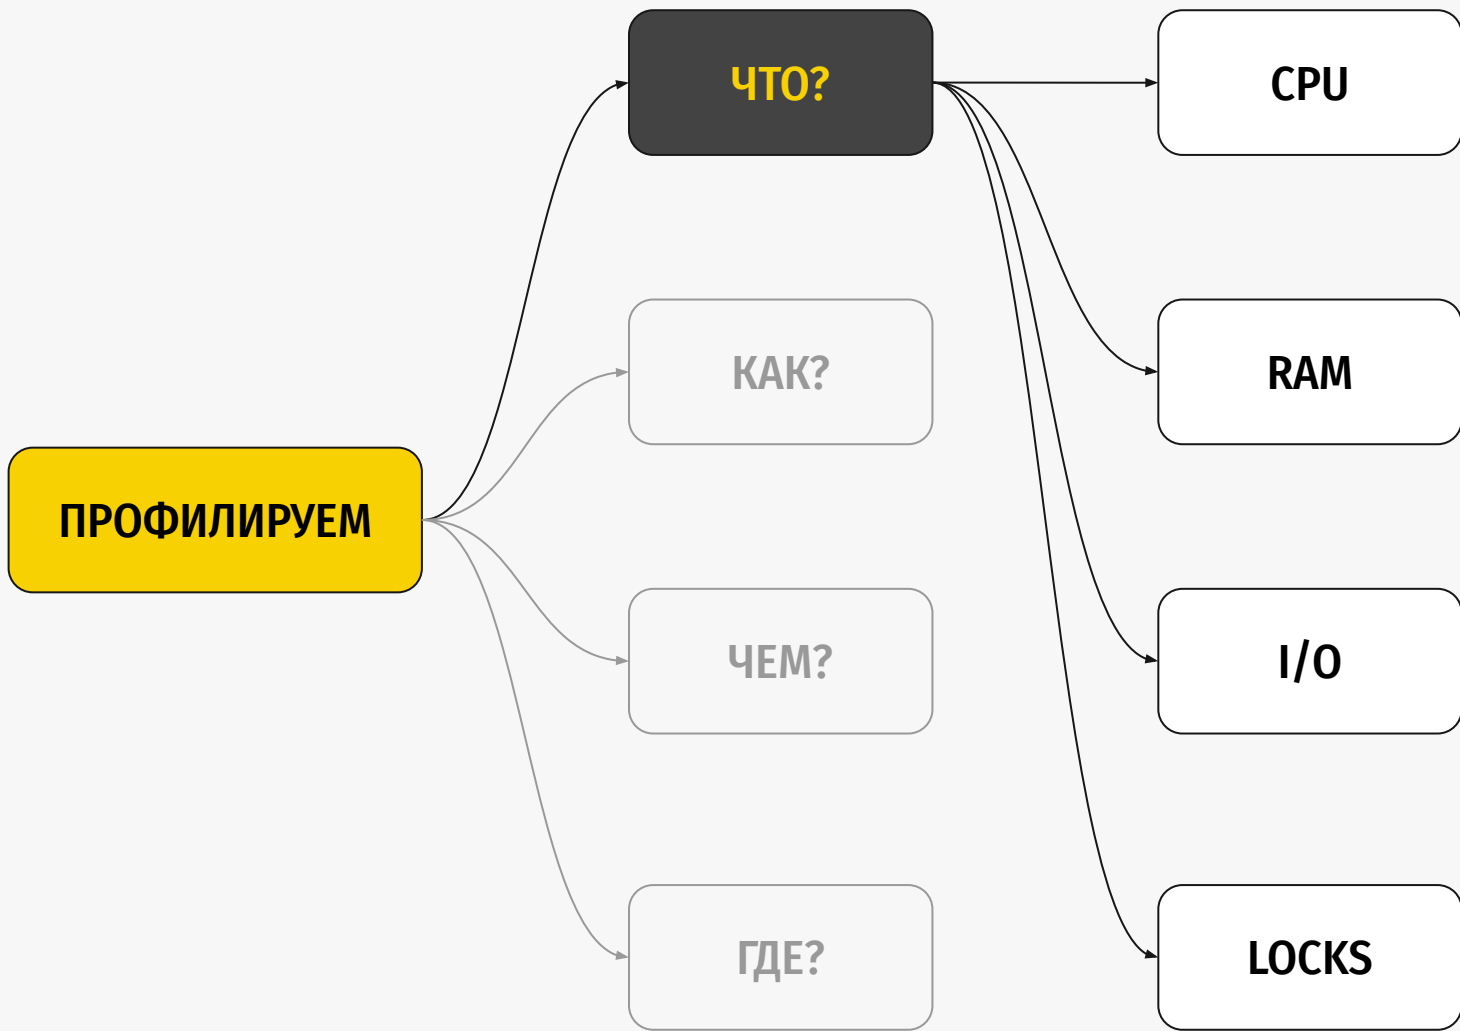 ПРОФИЛИРУЕМ
ЧТО?
КАК?
ЧЕМ?
ГДЕ?
CPU
RAM
I/O
LOCKS